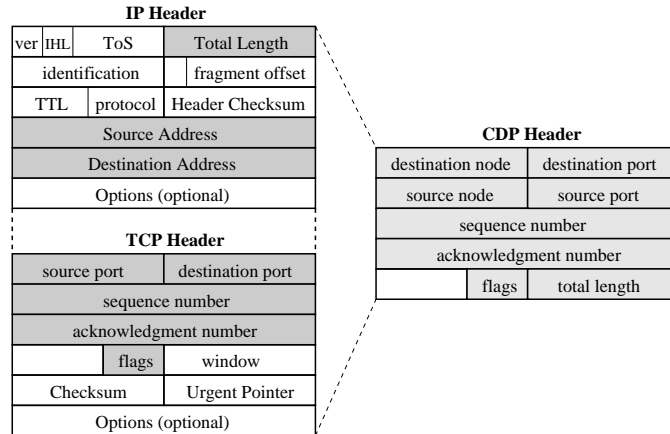 IP Header
ver IHL ToS Total Length
identification fragment offset
TTL protocol Header Checksum
Source Address
Destination Address
Options (optional)
TCP Header
source port destination port
sequence number
acknowledgment number
flags window
Checksum Urgent Pointer
Options (optional)
CDP Header
destination node destination port
source node source port
sequence number
acknowledgment number
flags total length